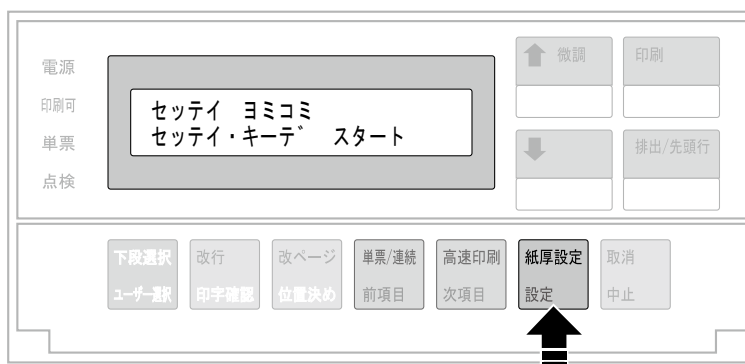 電源
印刷可
単票
点検
セッテイ ヨミコミ
セッテイ・キーデ スタート
微調
印刷
排出/先頭行
下段選択
ユーザー選択
改行
印字確認
改ページ
位置決め
単票/連続
前項目
高速印刷
次項目
紙厚設定
設定
取消
中止